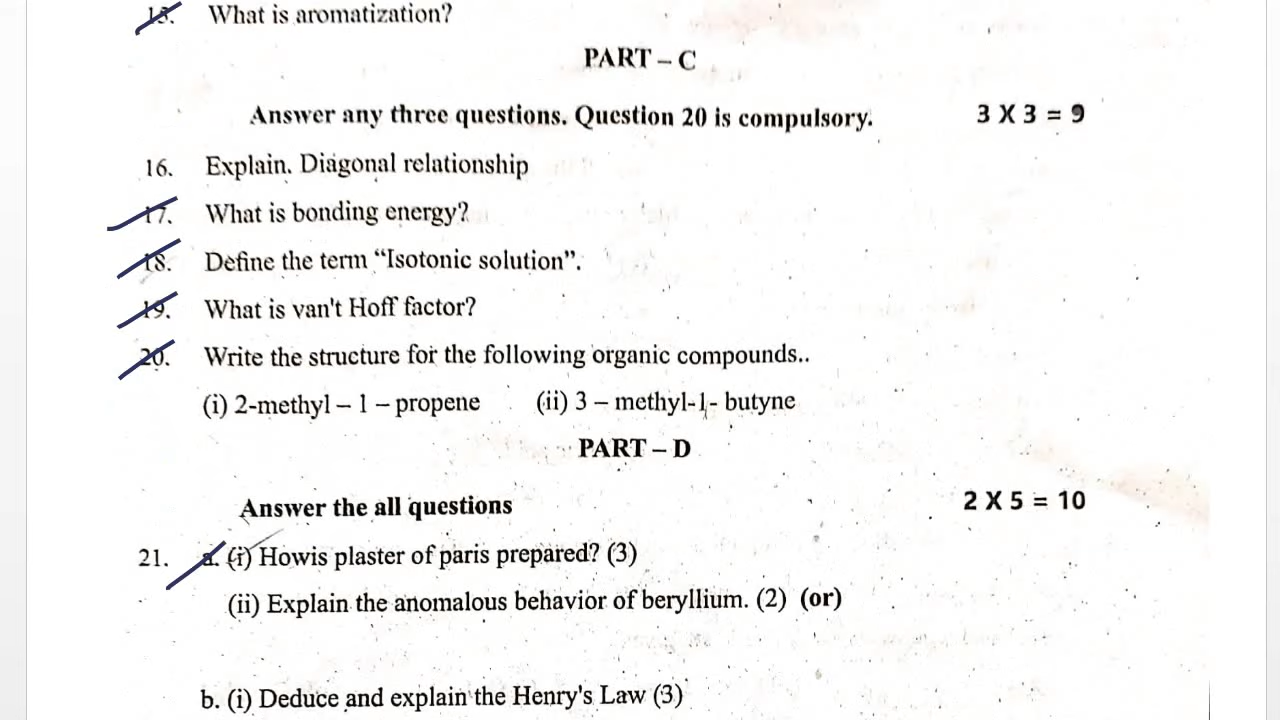 15. What is aromatization?
PART – C
Answer any three questions. Question 20 is compulsory. 3 X 3 = 9
16. Explain. Diagonal relationship
17. What is bonding energy?
18. Define the term “Isotonic solution”.
19. What is van't Hoff factor?
20. Write the structure for the following organic compounds..
(i) 2-methyl – 1 – propene (ii) 3 – methyl-1- butyne
PART – D
Answer the all questions 2 X 5 = 10
21. a. (i) Howis plaster of paris prepared? (3)
(ii) Explain the anomalous behavior of beryllium. (2) (or)
b. (i) Deduce and explain the Henry's Law (3)